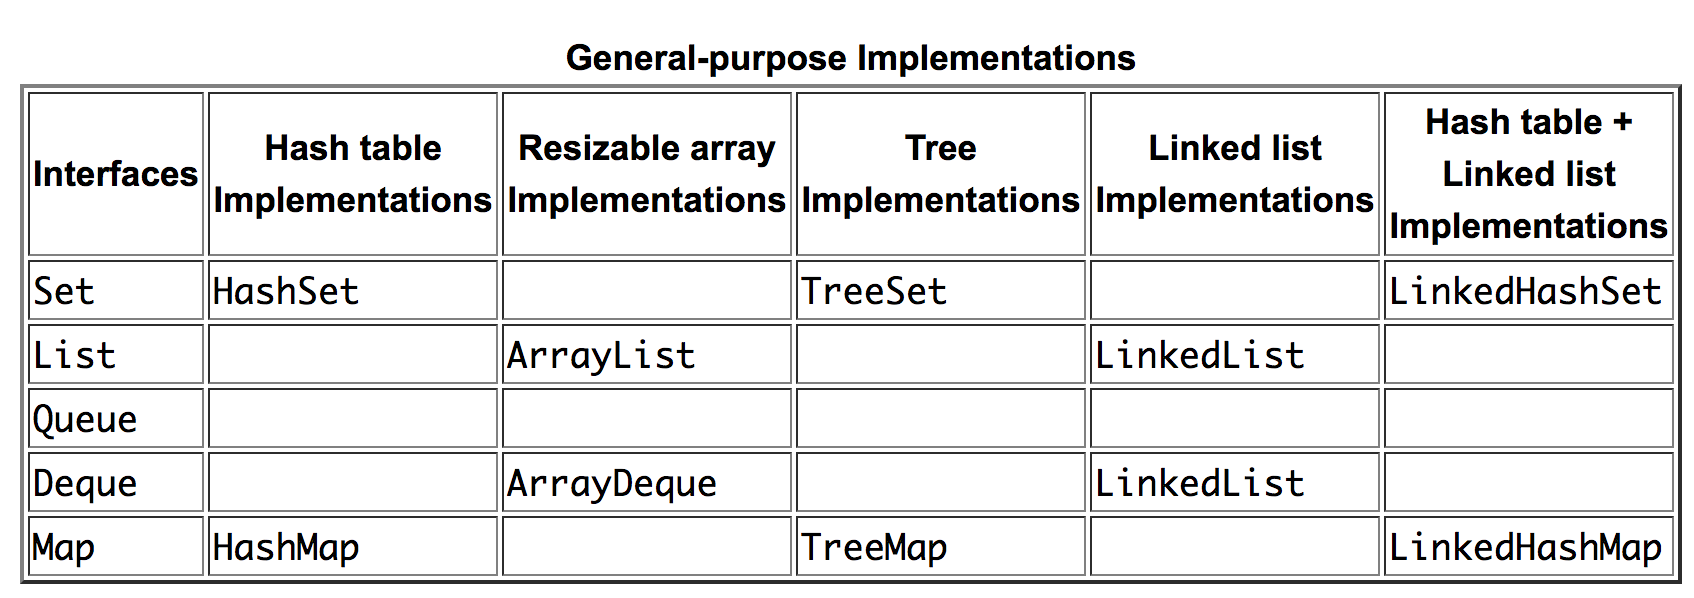 General-purpose Implementations
Interfaces
Hash table
Implementations
Resizable array
Implementations
Tree
Implementations
Linked list
Implementations
Hash table +
Linked list
Implementations
Set HashSet TreeSet LinkedHashSet
List ArrayList LinkedList
Queue
Deque ArrayDeque LinkedList
Map HashMap TreeMap LinkedHashMap